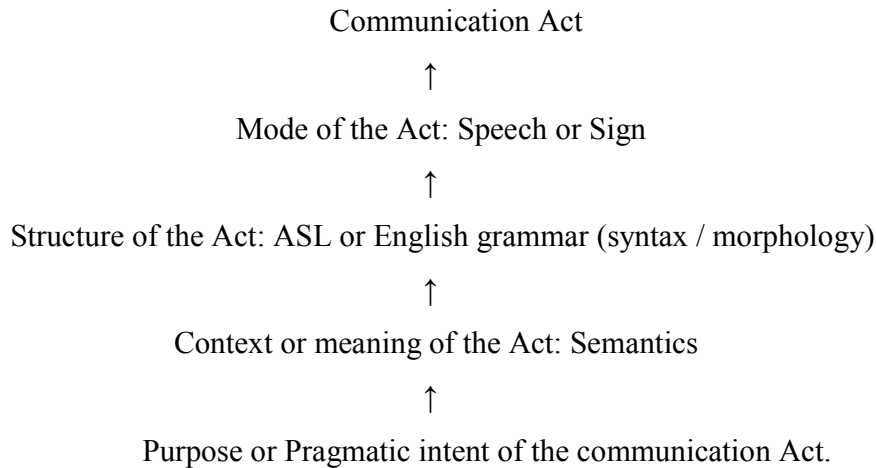 Communication Act
↑
Mode of the Act: Speech or Sign
↑
Structure of the Act: ASL or English grammar (syntax / morphology)
↑
Context or meaning of the Act: Semantics
↑
Purpose or Pragmatic intent of the communication Act.